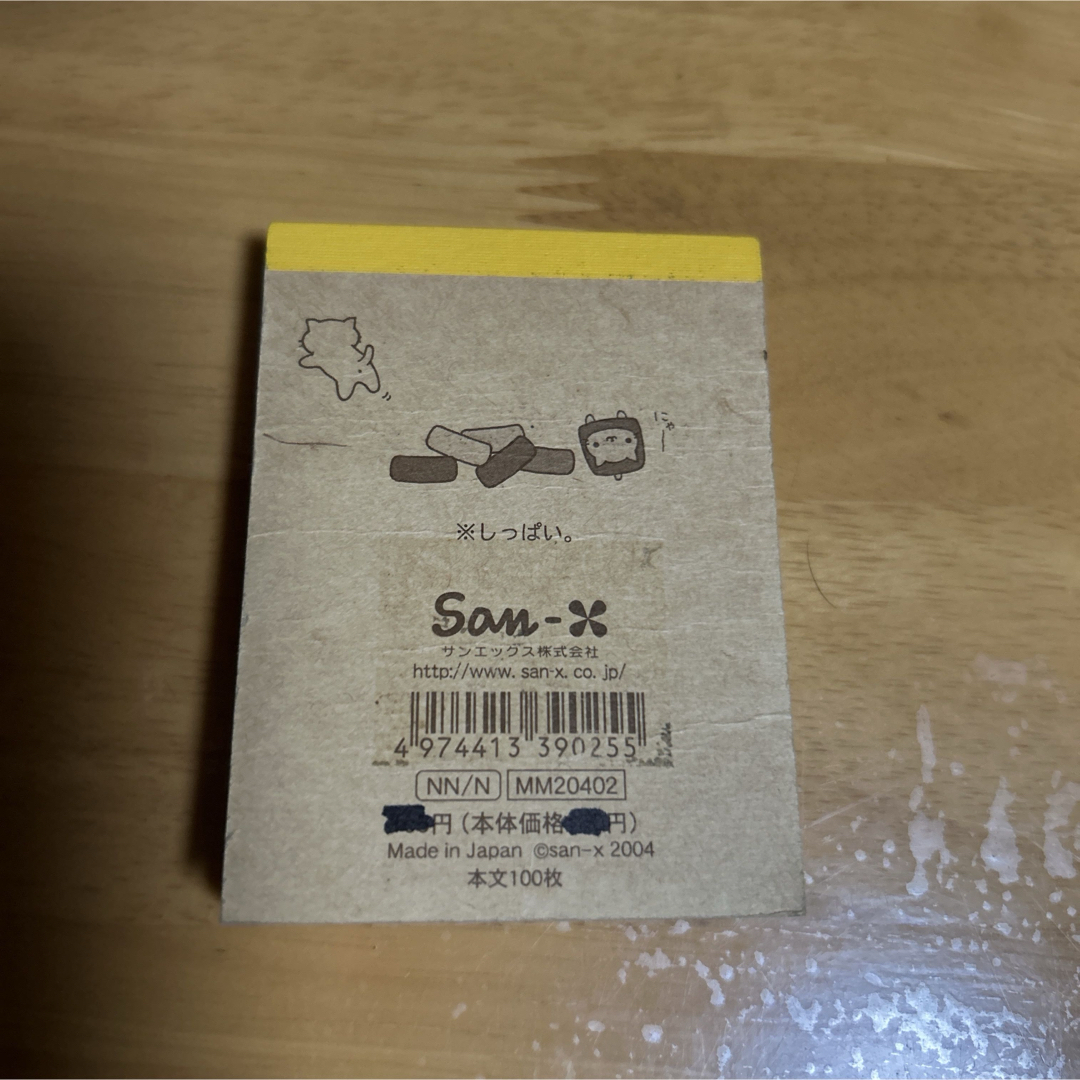 にゃー
※しっぱい。
San-X
サンエックス株式会社
http://www.san-x.co.jp/
4 974413 390255
NN/N MM20402
円(本体価格 円)
Made in Japan ©san-x 2004
本文100枚